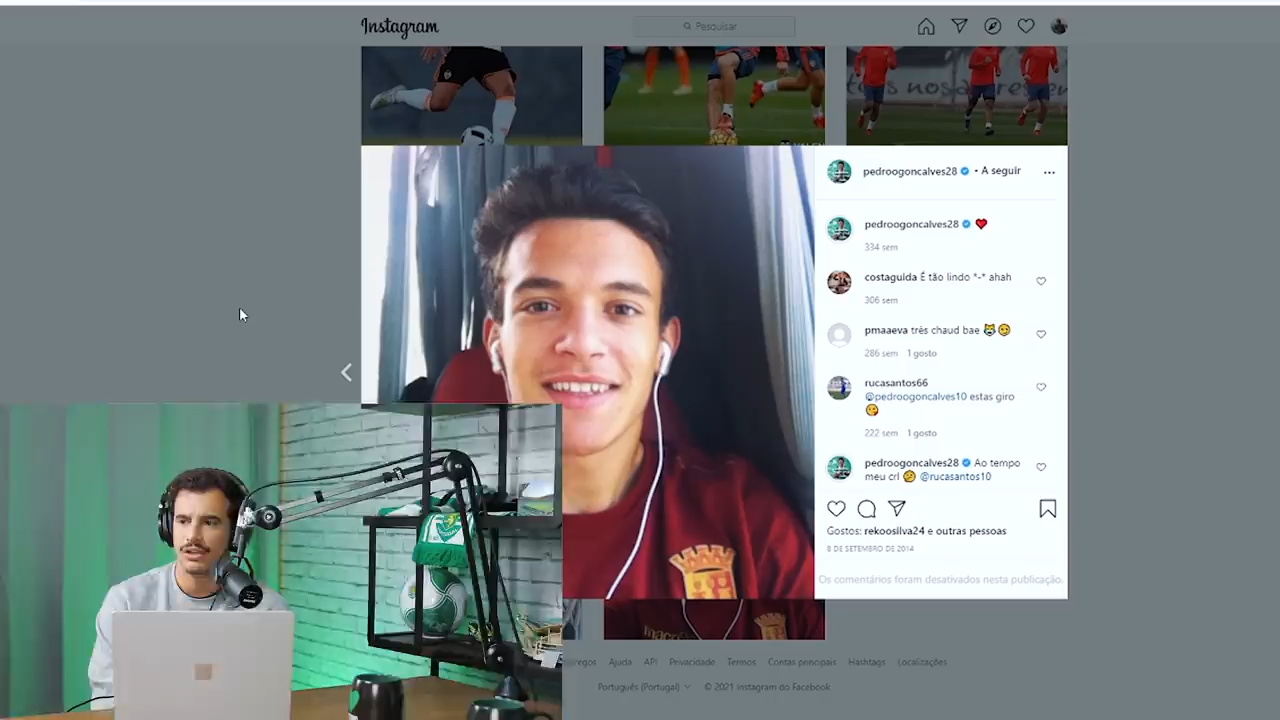 Instagram
Pesquisar
pedroogoncalves28 • A seguir
pedroogoncalves28
334 sem
costaguida É tão lindo *-* ahah
306 sem
pmaaeva très chaud bae
286 sem 1 gosto
rucasantos66
@pedroogoncalves10 estas giro
222 sem 1 gosto
pedroogoncalves28 Ao tempo
meu crl @rucasantos10
Gostos: rekoosilva24 e outras pessoas
8 DE SETEMBRO DE 2014
Os comentários foram desativados nesta publicação.
Ajuda API Privacidade Termos Contas principais Hashtags Localizações
Português (Portugal) © 2021 Instagram do Facebook